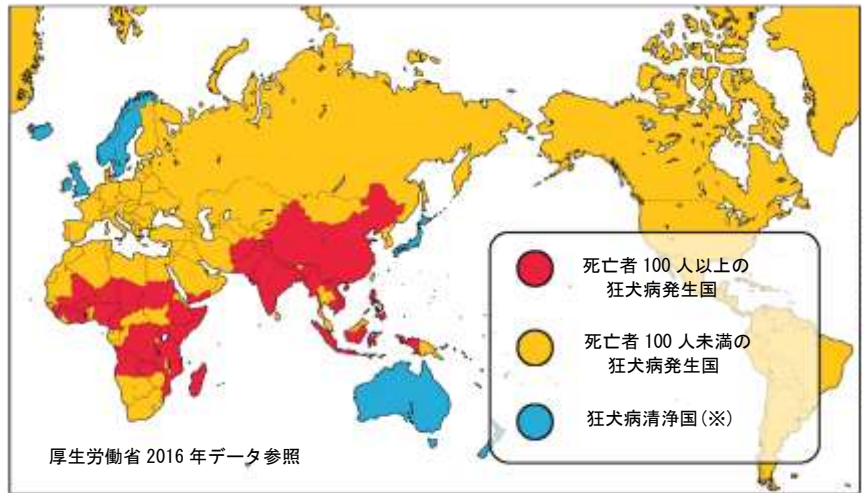 死亡者 100 人以上の
狂犬病発生国
死亡者 100 人未満の
狂犬病発生国
狂犬病清浄国（※）
厚生労働省 2016 年データ参照